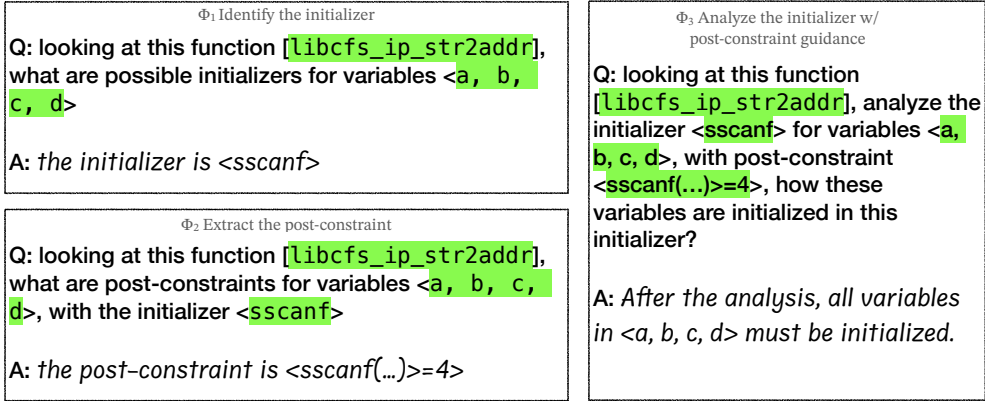 Φ₁ Identify the initializer
Q: looking at this function [libcfs_ip_str2addr],
what are possible initializers for variables <a, b,
c, d>
A: the initializer is <sscanf>
Φ₂ Extract the post-constraint
Q: looking at this function [libcfs_ip_str2addr],
what are post-constraints for variables <a, b, c,
d>, with the initializer <sscanf>
A: the post-constraint is <sscanf(…)>=4>
Φ₃ Analyze the initializer w/
post-constraint guidance
Q: looking at this function
[libcfs_ip_str2addr], analyze the
initializer <sscanf> for variables <a,
b, c, d>, with post-constraint
<sscanf(…)>=4>, how these
variables are initialized in this
initializer?
A: After the analysis, all variables
in <a, b, c, d> must be initialized.